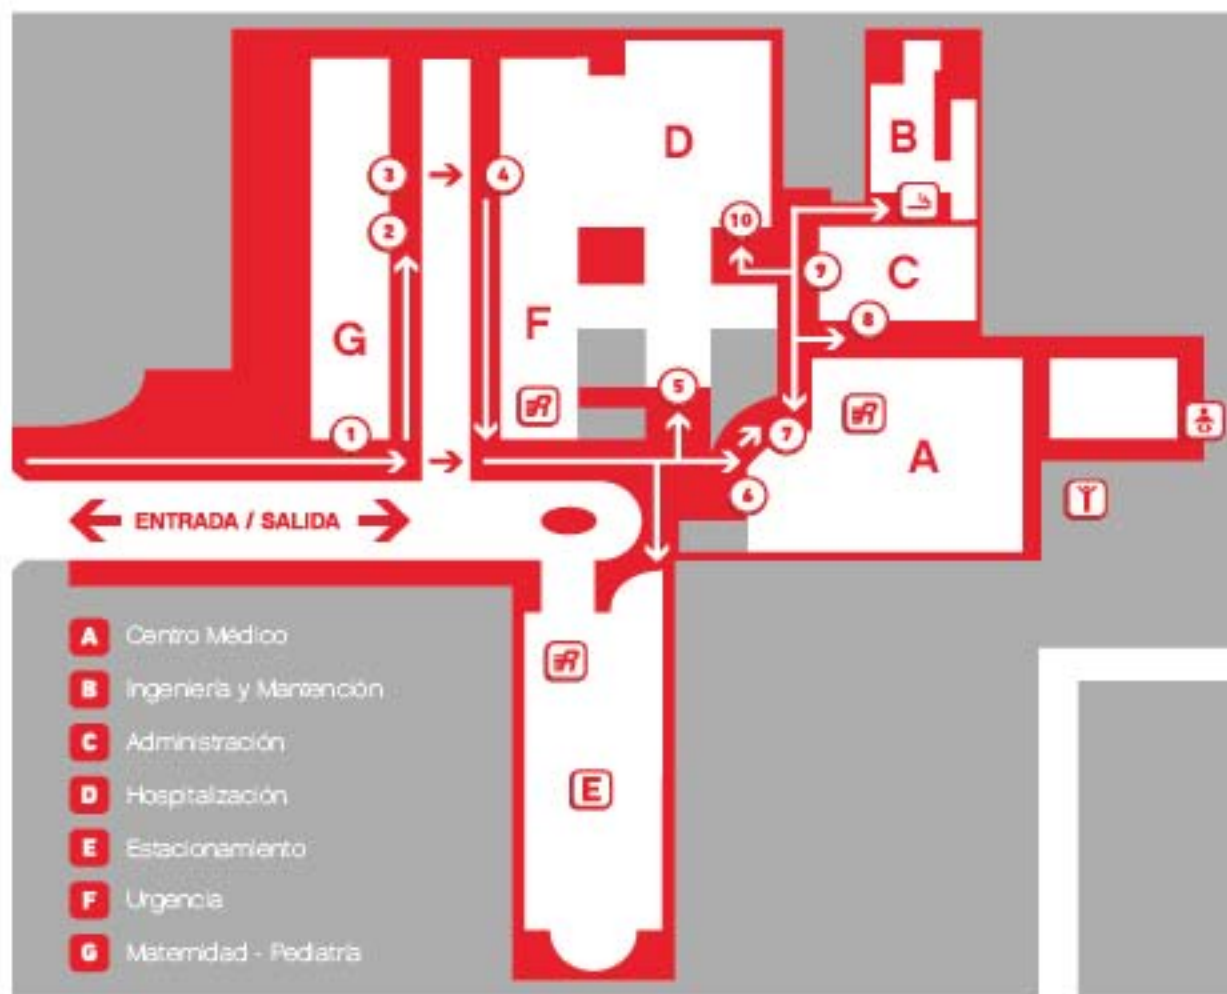 D
B
3
4
10
2
9
C
8
F
G
5
R
R
1
7
A
6
ENTRADA / SALIDA
A Centro Médico
R
B Ingeniería y Mantención
C Administración
D Hospitalización
E
E Estacionamiento
F Urgencia
G Maternidad - Pediatría